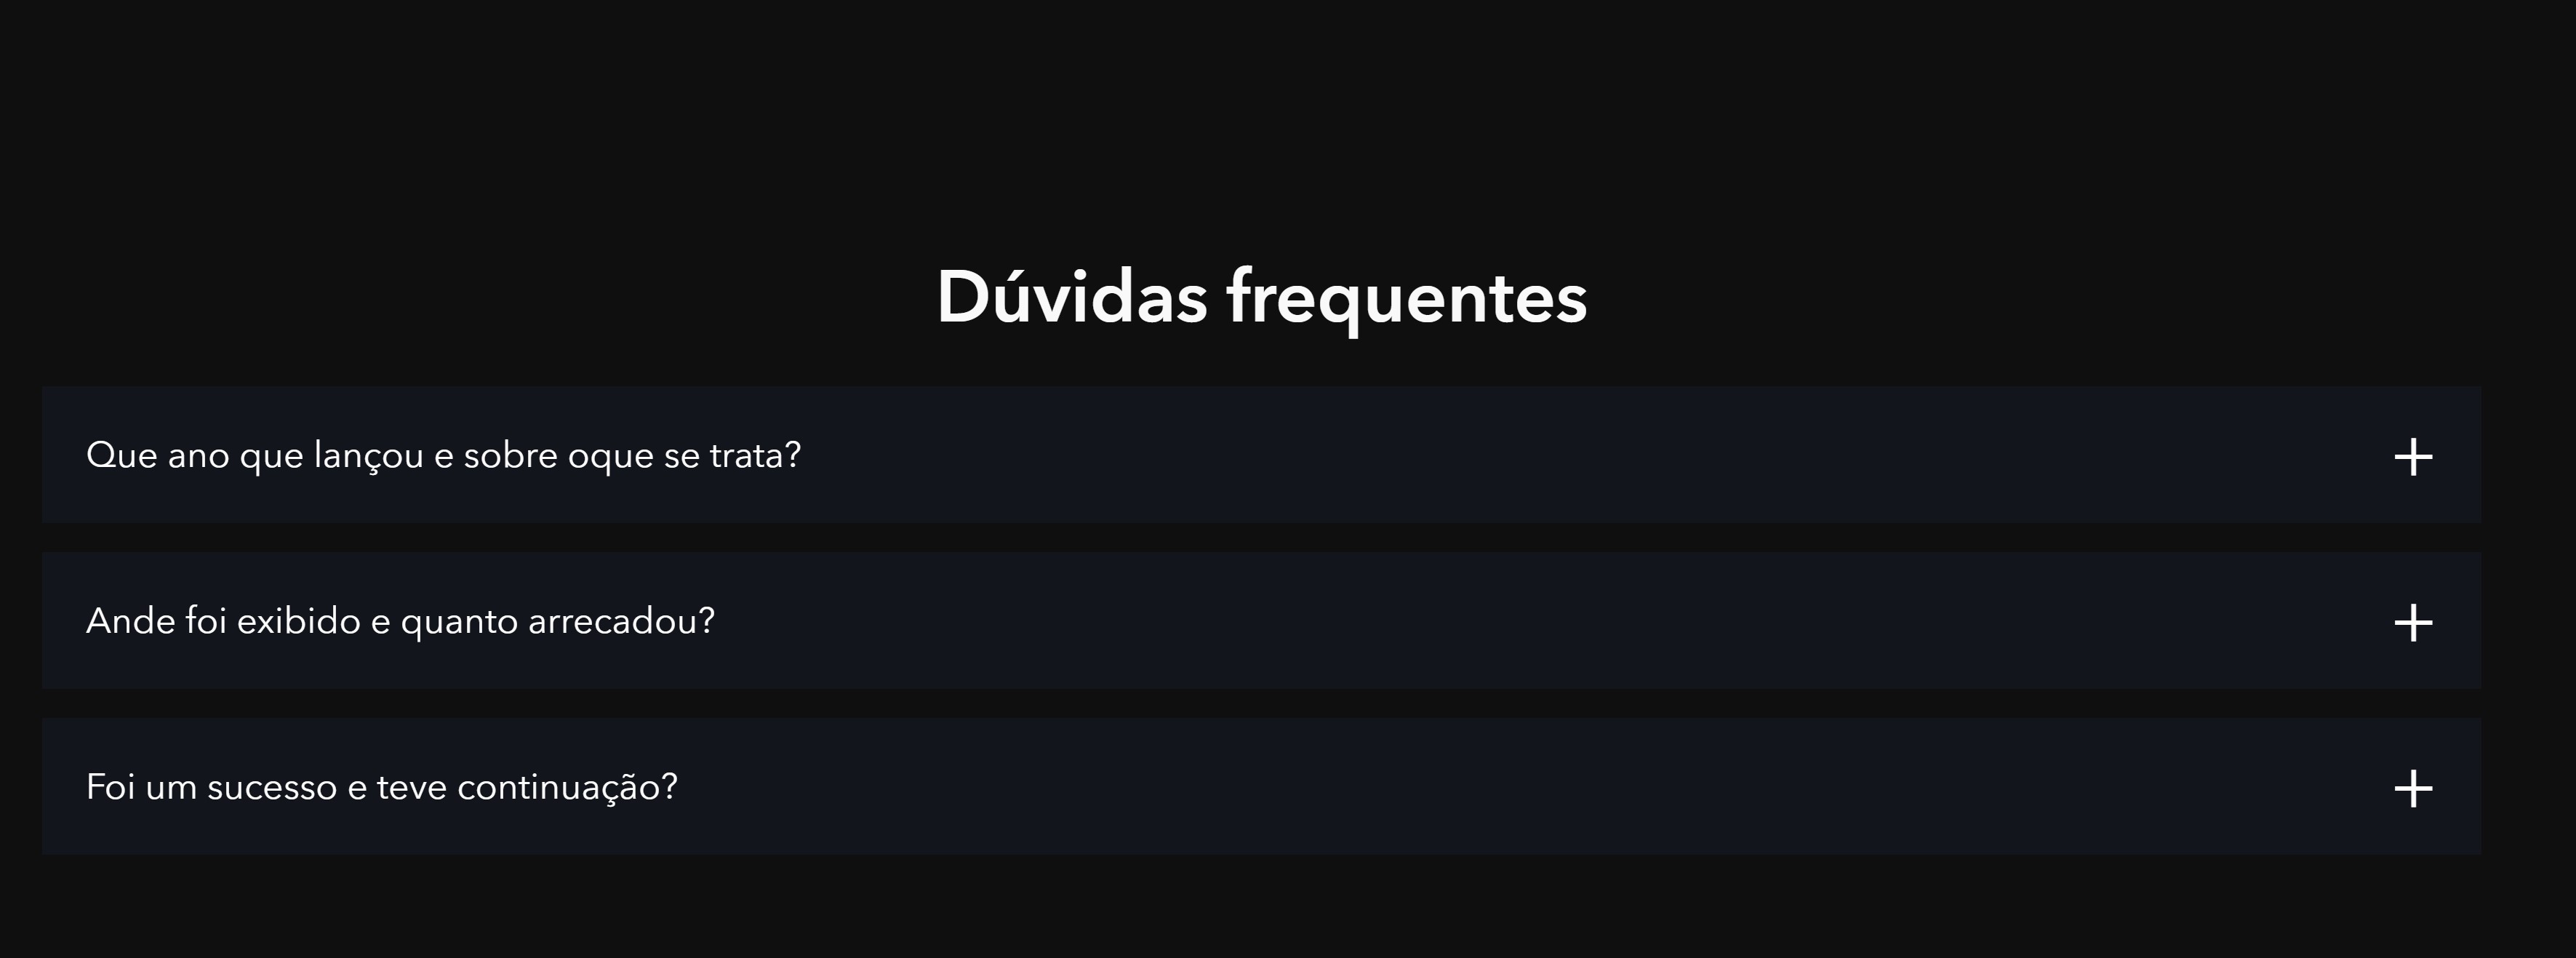 Dúvidas frequentes
Que ano que lançou e sobre oque se trata?
Ande foi exibido e quanto arrecadou?
Foi um sucesso e teve continuação?